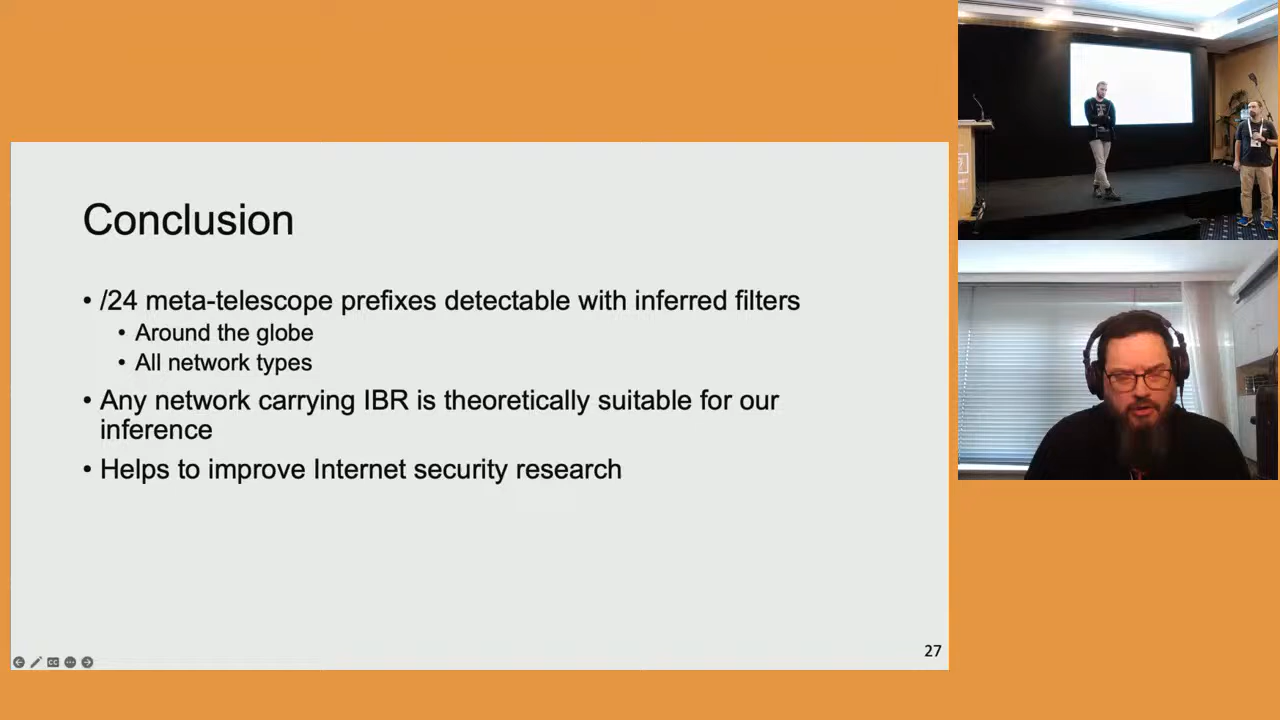 Conclusion
• /24 meta-telescope prefixes detectable with inferred filters
• Around the globe
• All network types
• Any network carrying IBR is theoretically suitable for our
inference
• Helps to improve Internet security research
27